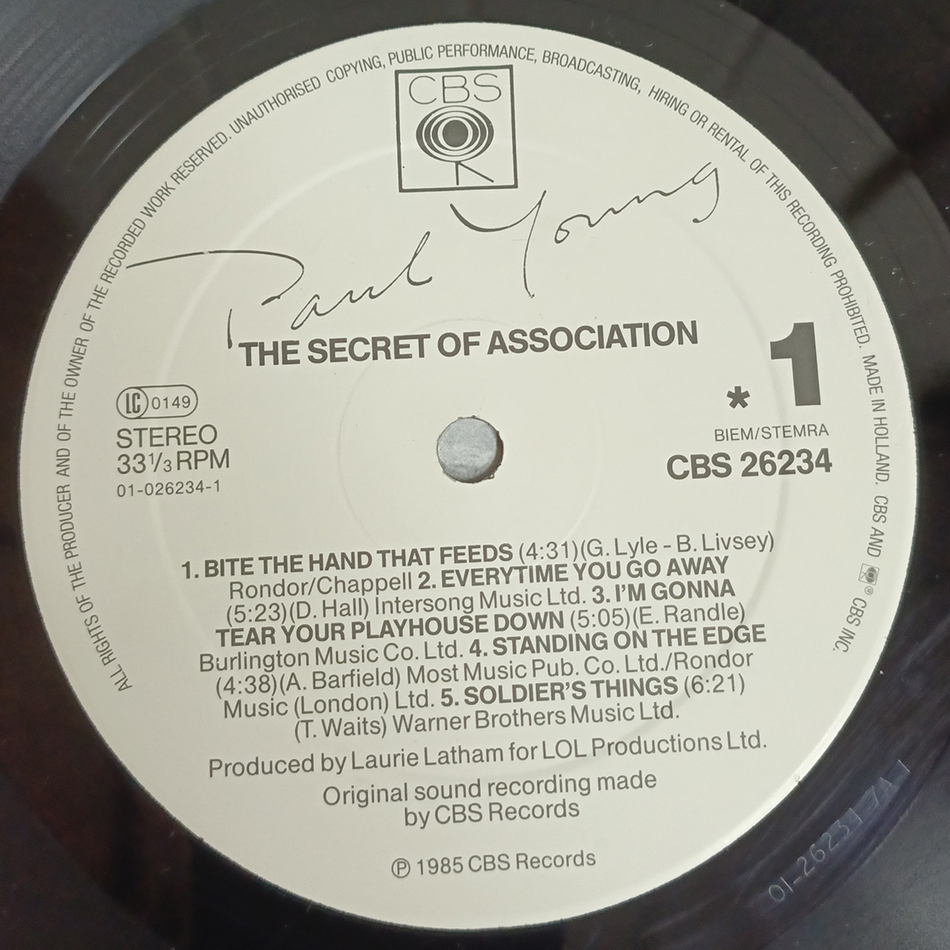 ALL RIGHTS OF THE PRODUCER AND OF THE OWNER OF THE RECORDED WORK RESERVED. UNAUTHORISED COPYING, PUBLIC PERFORMANCE, BROADCASTING, HIRING OR RENTAL OF THIS RECORDING PROHIBITED. MADE IN HOLLAND. CBS AND ® CBS INC.
CBS
Paul Young
THE SECRET OF ASSOCIATION
LC 0149
STEREO
33 1/3 RPM
01-026234-1
* 1
BIEM/STEMRA
CBS 26234
1. BITE THE HAND THAT FEEDS (4:31)(G. Lyle - B. Livsey)
Rondor/Chappell 2. EVERYTIME YOU GO AWAY
(5:23)(D. Hall) Intersong Music Ltd. 3. I'M GONNA
TEAR YOUR PLAYHOUSE DOWN (5:05)(E. Randle)
Burlington Music Co. Ltd. 4. STANDING ON THE EDGE
(4:38)(A. Barfield) Most Music Pub. Co. Ltd./Rondor
Music (London) Ltd. 5. SOLDIER'S THINGS (6:21)
(T. Waits) Warner Brothers Music Ltd.
Produced by Laurie Latham for LOL Productions Ltd.
Original sound recording made
by CBS Records
℗ 1985 CBS Records